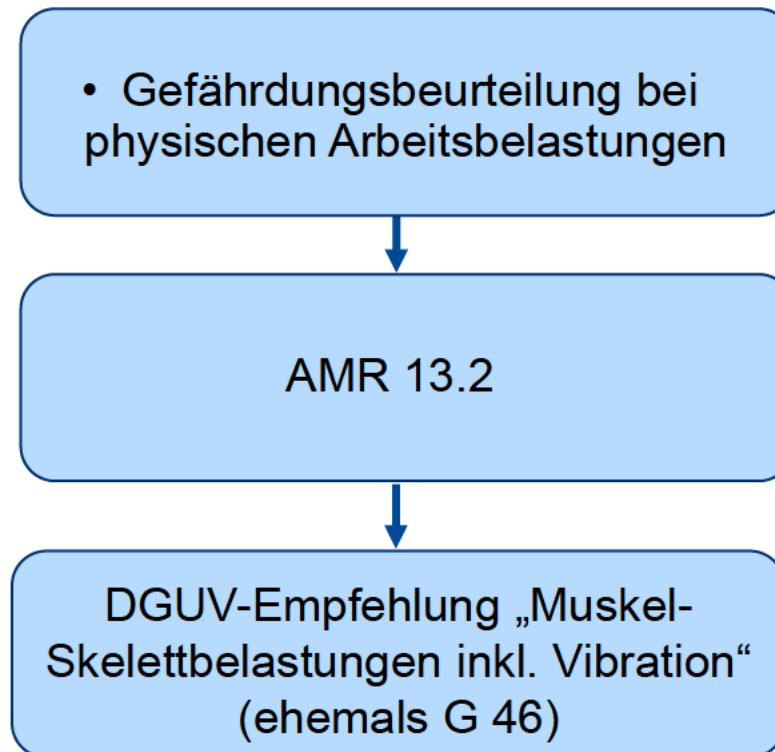 • Gefährdungsbeurteilung bei
physischen Arbeitsbelastungen
AMR 13.2
DGUV-Empfehlung „Muskel-
Skelettbelastungen inkl. Vibration“
(ehemals G 46)